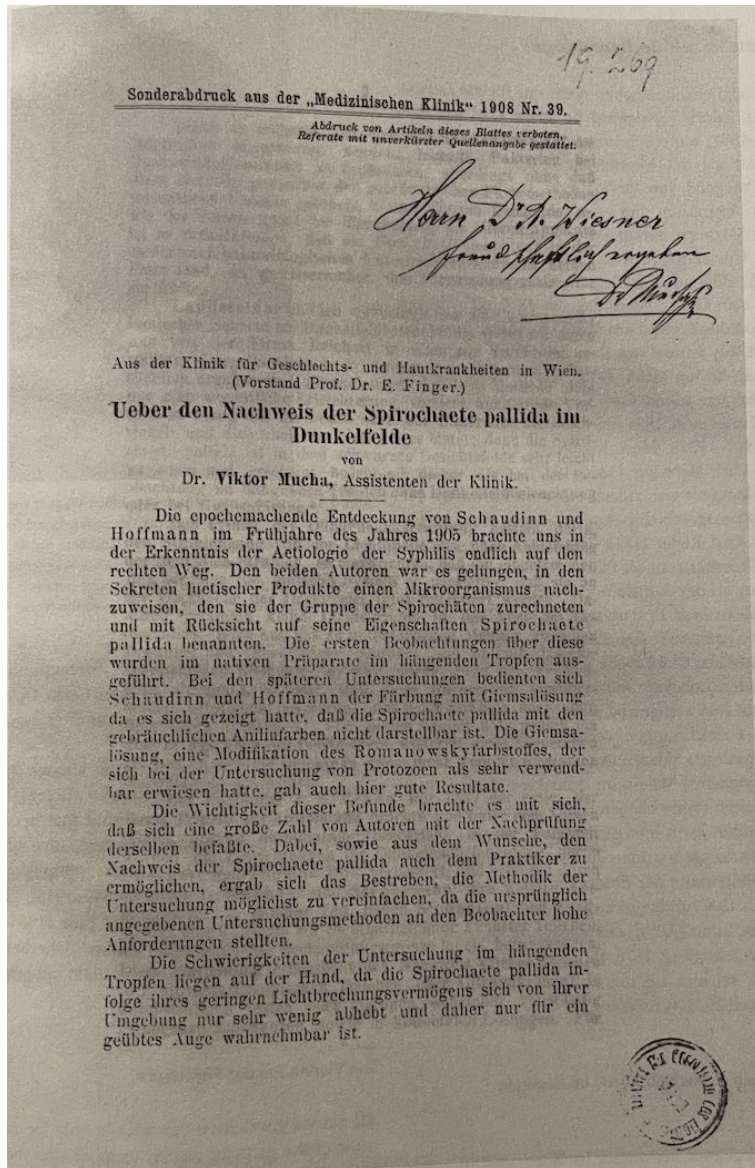 19. 269
Sonderabdruck aus der „Medizinischen Klinik“ 1908 Nr. 39.
Abdruck von Artikeln dieses Blattes verboten,
Referate mit unverkürzter Quellenangabe gestattet.
Herrn Dr. R. Wiesner
freundschaftlich ergeben
Dr Mucha
Aus der Klinik für Geschlechts- und Hautkrankheiten in Wien.
(Vorstand Prof. Dr. E. Finger.)
Ueber den Nachweis der Spirochaete pallida im
Dunkelfelde
von
Dr. Viktor Mucha, Assistenten der Klinik.
Die epochemachende Entdeckung von Schaudinn und
Hoffmann im Frühjahre des Jahres 1905 brachte uns in
der Erkenntnis der Aetiologie der Syphilis endlich auf den
rechten Weg. Den beiden Autoren war es gelungen, in den
Sekreten luetischer Produkte einen Mikroorganismus nach-
zuweisen, den sie der Gruppe der Spirochäten zurechneten
und mit Rücksicht auf seine Eigenschaften Spirochaete
pallida benannten. Die ersten Beobachtungen über diese
wurden im nativen Präparate im hängenden Tropfen aus-
geführt. Bei den späteren Untersuchungen bedienten sich
Schaudinn und Hoffmann der Färbung mit Giemsalösung
da es sich gezeigt hatte, daß die Spirochaete pallida mit den
gebräuchlichen Anilinfarben nicht darstellbar ist. Die Giemsa-
lösung, eine Modifikation des Romanowskyfarbstoffes, der
sich bei der Untersuchung von Protozoen als sehr verwend-
bar erwiesen hatte, gab auch hier gute Resultate.
Die Wichtigkeit dieser Befunde brachte es mit sich,
daß sich eine große Zahl von Autoren mit der Nachprüfung
derselben befaßte. Dabei, sowie aus dem Wunsche, den
Nachweis der Spirochaete pallida auch dem Praktiker zu
ermöglichen, ergab sich das Bestreben, die Methodik der
Untersuchung möglichst zu vereinfachen, da die ursprünglich
angegebenen Untersuchungsmethoden an den Beobachter hohe
Anforderungen stellten.
Die Schwierigkeiten der Untersuchung im hängenden
Tropfen liegen auf der Hand, da die Spirochaete pallida in-
folge ihres geringen Lichtbrechungsvermögens sich von ihrer
Umgebung nur sehr wenig abhebt und daher nur für ein
geübtes Auge wahrnehmbar ist.